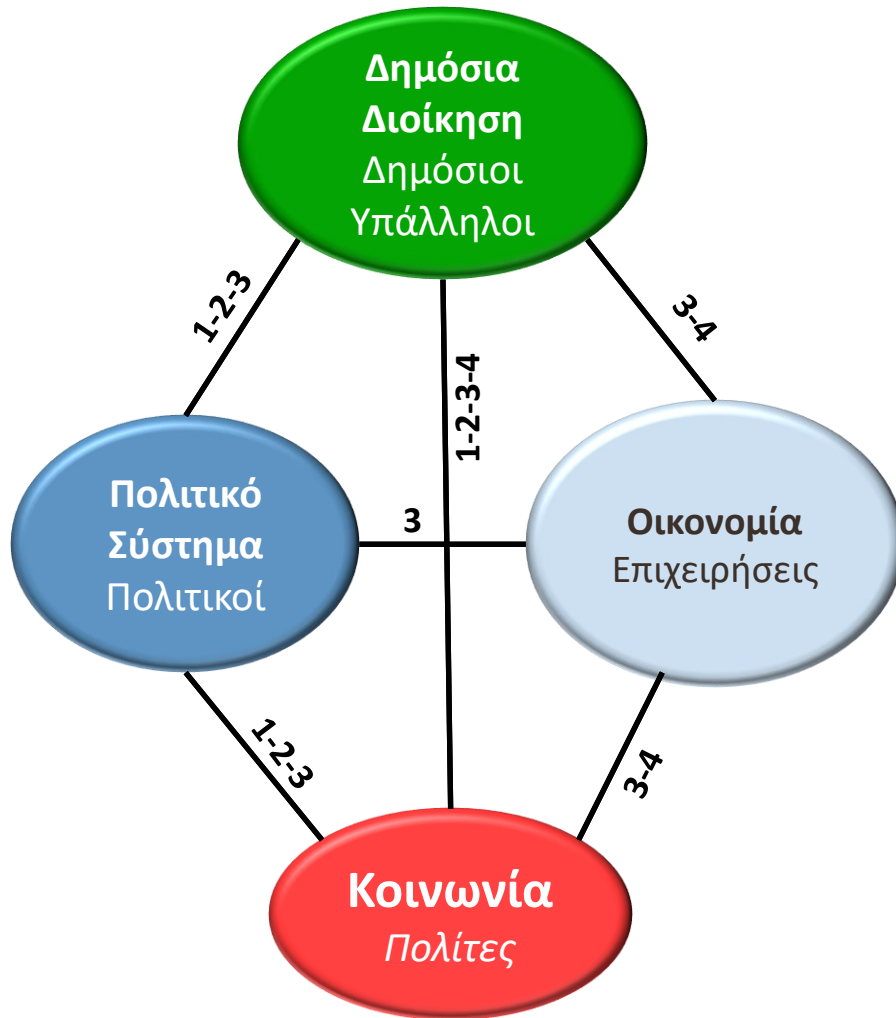 Δημόσια
Διοίκηση
Δημόσιοι
Υπάλληλοι
1-2-3
3-4
1-2-3-4
Πολιτικό
Σύστημα
Πολιτικοί
3
Οικονομία
Επιχειρήσεις
1-2-3
3-4
Κοινωνία
Πολίτες